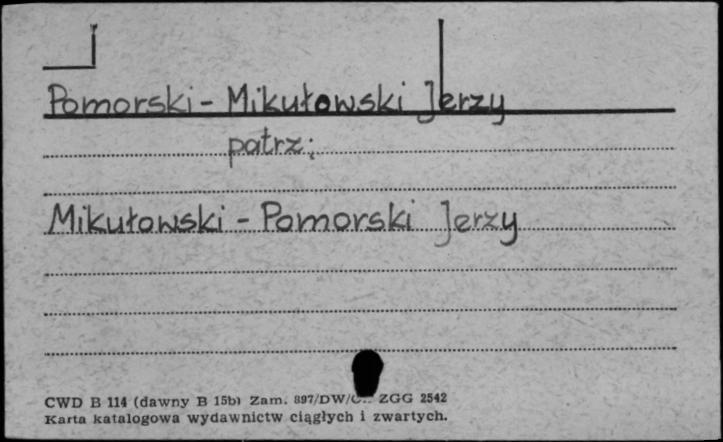 Pomorski - Mikułowski Jerzy
patrz:
Mikułowski - Pomorski Jerzy
CWD B 114 (dawny B 15b) Zam. 897/DW/ ZGG 2542
Karta katalogowa wydawnictw ciągłych i zwartych.